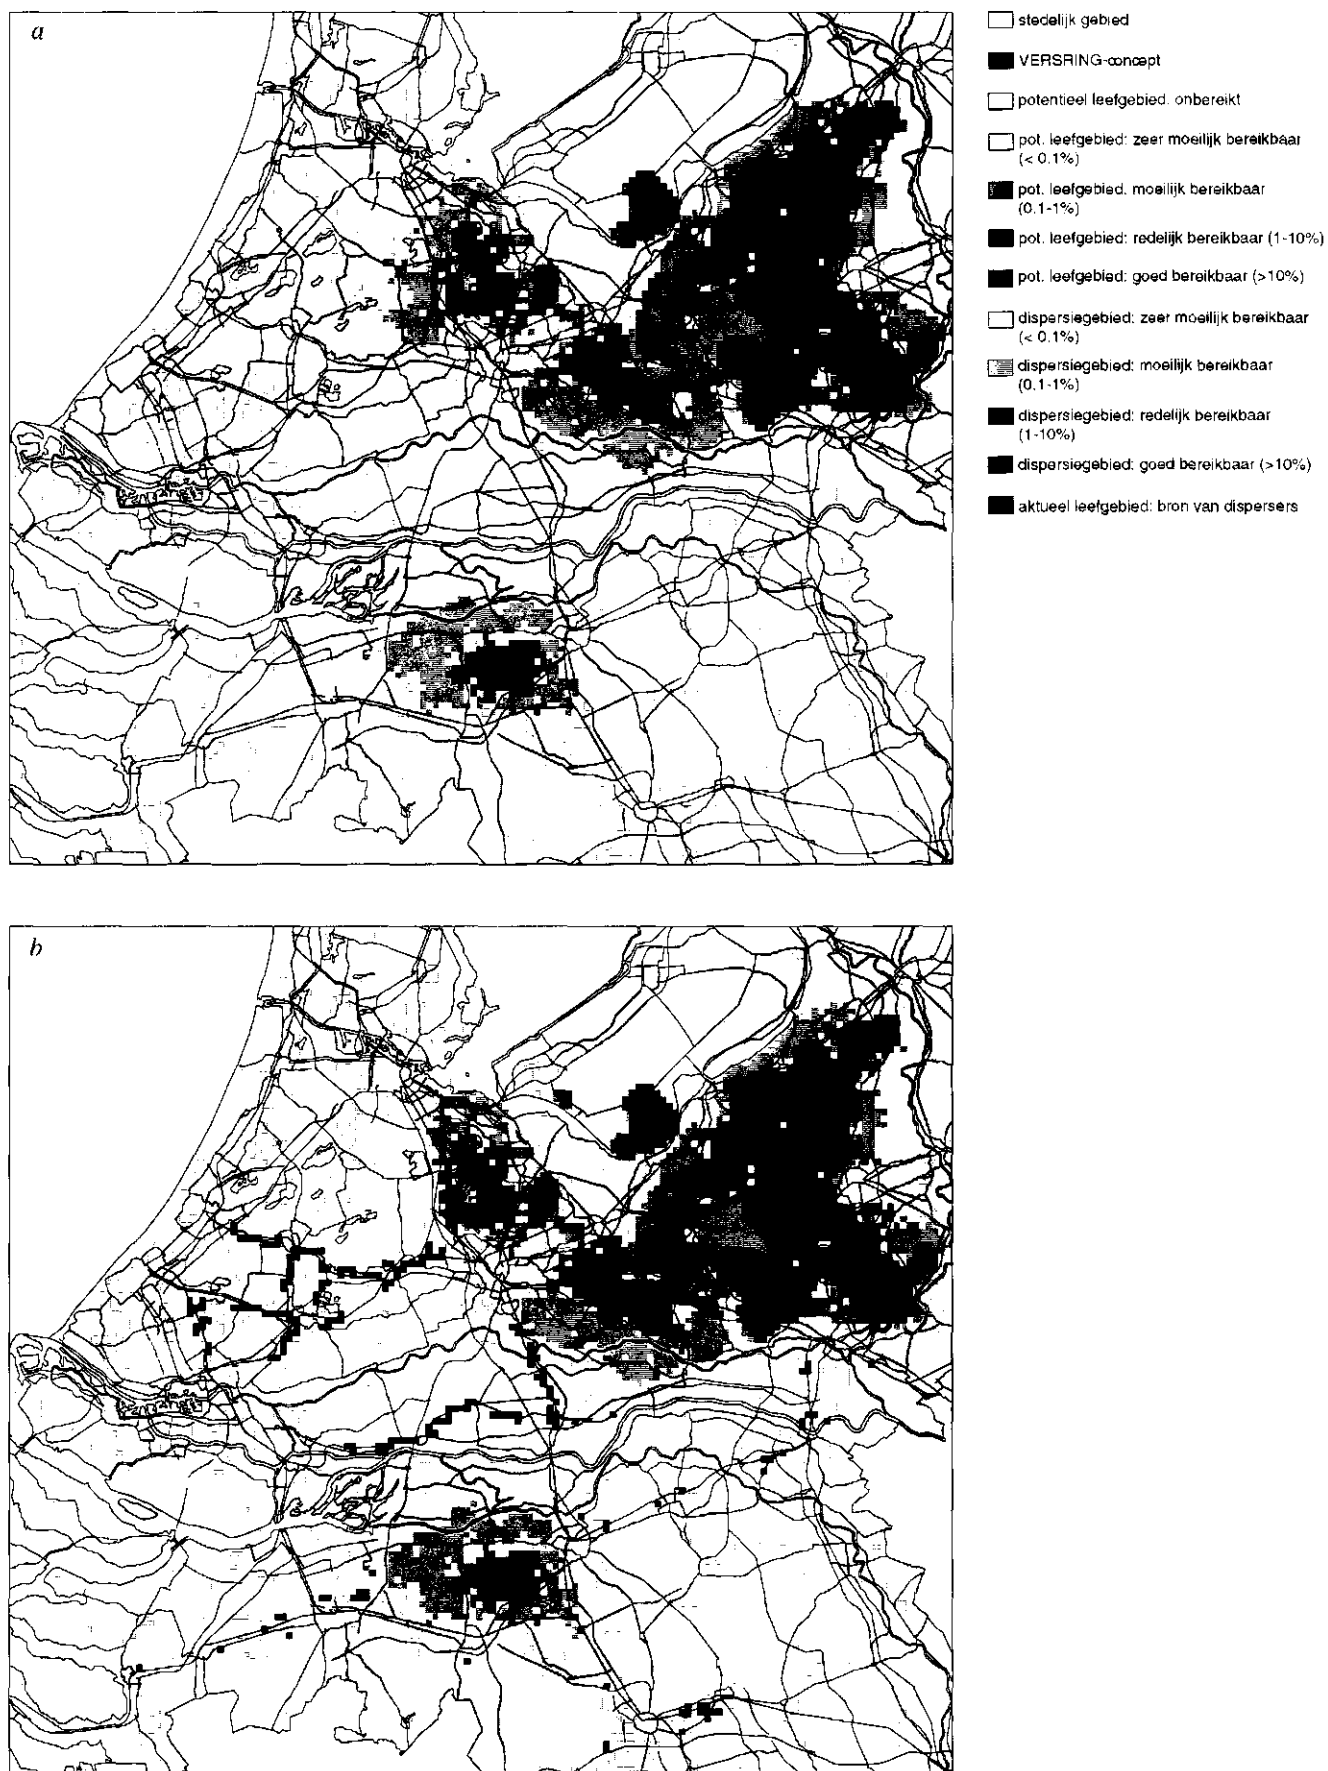 a
stedelijk gebied
VERSRING-concept
potentieel leefgebied. onbereikt
pot. leefgebied: zeer moeilijk bereikbaar
(< 0.1%)
pot. leefgebied. moeilijk bereikbaar
(0.1-1%)
pot. leefgebied: redelijk bereikbaar (1-10%)
pot. leefgebied: goed bereikbaar (>10%)
dispersiegebied: zeer moeilijk bereikbaar
(< 0.1%)
dispersiegebied: moeilijk bereikbaar
(0.1-1%)
dispersiegebied: redelijk bereikbaar
(1-10%)
dispersiegebied: goed bereikbaar (>10%)
aktueel leefgebied: bron van dispersers
b